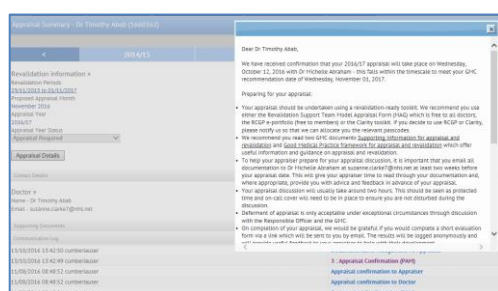 Appraisal Summary - Dr Timothy Abab (1660362)
<
2014/15
Revalidation Information »
Revalidation Periods
25/11/2013 to 01/11/2017
Proposed Appraisal Month
November 2016
Appraisal Year
2016/17
Appraisal Year Status
Appraisal Required
Appraisal Details
Contact Details
Doctor »
Name - Dr Timothy Abab
Email - suzanne.clarke7@nhs.net
Supporting Documents
Communication Log
13/10/2016 15:42:50 cumberlauser
13/10/2016 13:42:49 cumberlauser
3 : Appraisal Confirmation (PAM)
11/08/2016 08:48:52 cumberlauser
Appraisal confirmation to Appraiser
11/08/2016 08:48:52 cumberlauser
Appraisal confirmation to Doctor
Dear Dr Timothy Abab,
We have received confirmation that your 2016/17 appraisal will take place on Wednesday,
October 12, 2016 with Dr Michelle Abraham - this falls within the timescale to meet your GMC
recommendation date of Wednesday, November 01, 2017.
Preparing for your appraisal:
• Your appraisal should be undertaken using a revalidation-ready toolkit. We recommend you use
either the Revalidation Support Team Model Appraisal Form (MAG) which is free to all doctors,
the RCGP e-portfolio (free to members) or the Clarity toolkit. If you decide to use RCGP or Clarity,
please notify us so that we can allocate you the relevant passcodes.
• We recommend you read two GMC documents Supporting information for appraisal and
revalidation and Good Medical Practice framework for appraisal and revalidation which offer
useful information and guidance on appraisal and revalidation.
• To help your appraiser prepare for your appraisal discussion, it is important that you email all
documentation to Dr Michelle Abraham at suzanne.clarke7@nhs.net at least two weeks before
your appraisal date. This will give your appraiser time to read through your documentation and,
where appropriate, provide you with advice and feedback in advance of your appraisal.
• Your appraisal discussion will usually take around two hours. This should be seen as protected
time and on-call cover will need to be in place to ensure you are not disturbed during the
discussion.
• Deferment of appraisal is only acceptable under exceptional circumstances through discussion
with the Responsible Officer and the GMC.
• On completion of your appraisal, we would be grateful if you would complete a short evaluation
form via a line which will be sent to you by email. The results will be logged anonymously and